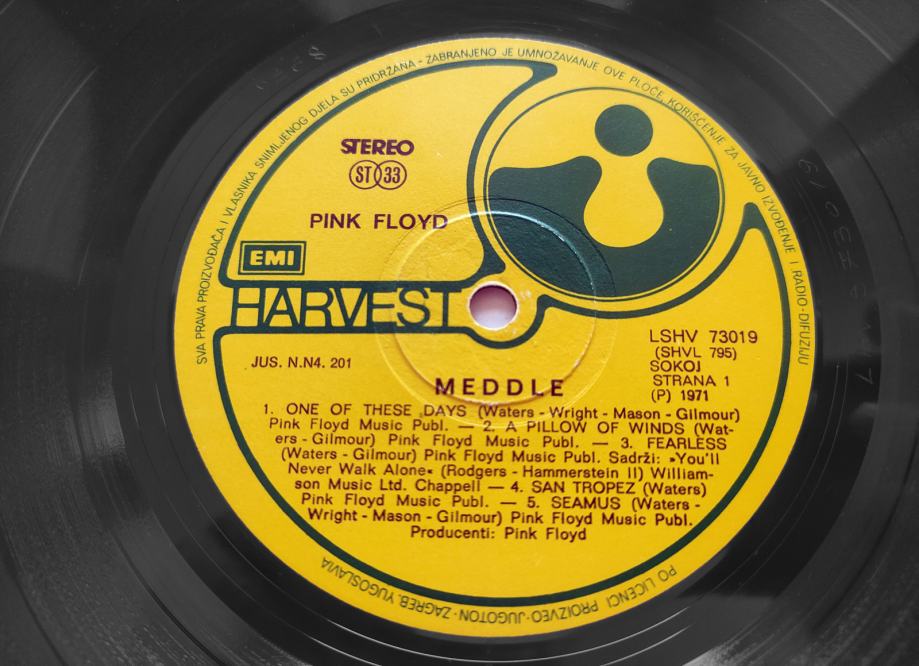 SVA PRAVA PROIZVOĐAČA I VLASNIKA SNIMLJENOG DJELA SU PRIDRŽANA - ZABRANJENO JE UMNOŽAVANJE OVE PLOČE, KORIŠĆENJE ZA JAVNO IZVOĐENJE I RADIO-DIFUZIJU
STEREO
ST 33
PINK FLOYD
EMI
HARVEST
JUS. N.N4. 201
LSHV 73019
(SHVL 795)
SOKOJ
STRANA 1
(P) 1971
MEDDLE
1. ONE OF THESE DAYS (Waters - Wright - Mason - Gilmour)
Pink Floyd Music Publ. — 2. A PILLOW OF WINDS (Wat-
ers - Gilmour) Pink Floyd Music Publ. — 3. FEARLESS
(Waters - Gilmour) Pink Floyd Music Publ. Sadrži: »You'll
Never Walk Alone« (Rodgers - Hammerstein II) William-
son Music Ltd. Chappell — 4. SAN TROPEZ (Waters)
Pink Floyd Music Publ. — 5. SEAMUS (Waters -
Wright - Mason - Gilmour) Pink Floyd Music Publ.
Producenti: Pink Floyd
PO LICENCI PROIZVEO·JUGOTON·ZAGREB, YUGOSLAVIA